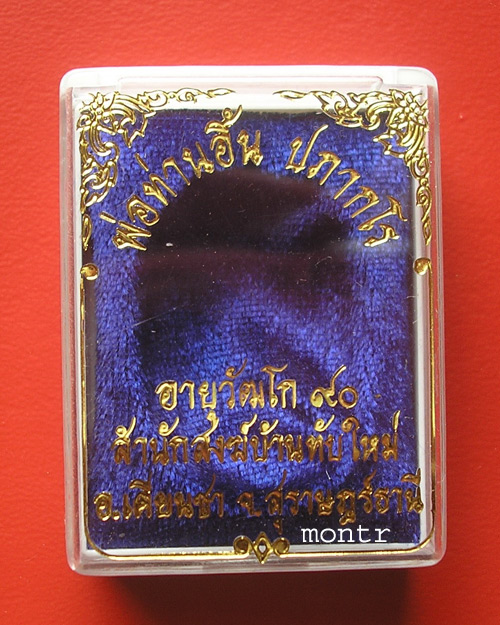 พ่อท่านอิ้น ปภากโร
อายุวัฒโก ๙๐
สำนักสงฆ์บ้านทับใหม่
อ.เคียนซา จ.สุราษฎร์ธานี
montr